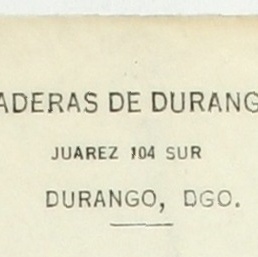 ADERAS DE DURANG
JUAREZ 104 SUR
DURANGO, DGO.